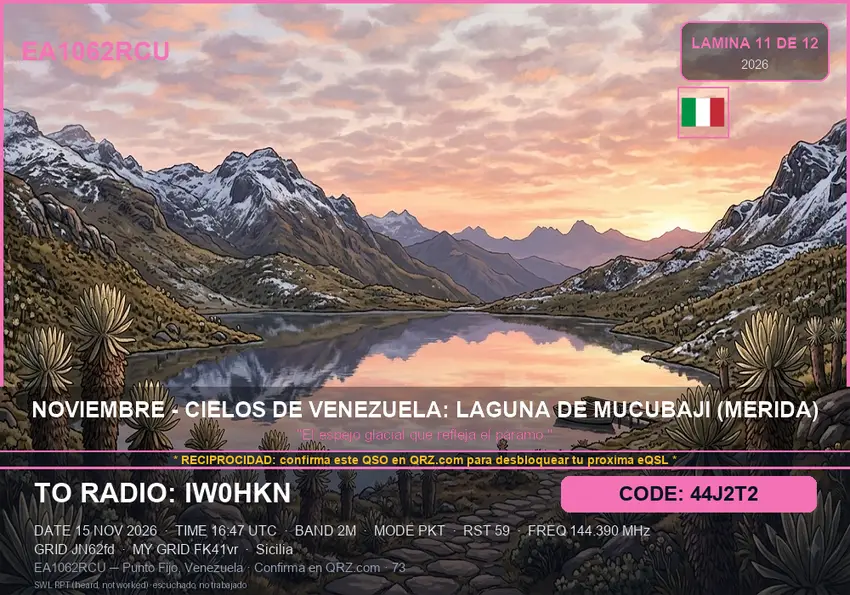 EA1062RCU
LAMINA 11 DE 12
2026
NOVIEMBRE - CIELOS DE VENEZUELA: LAGUNA DE MUCUBAJI (MERIDA)
"El espejo glacial que refleja el paramo."
* RECIPROCIDAD: confirma este QSO en QRZ.com para desbloquear tu proxima eQSL *
TO RADIO: IW0HKN
CODE: 44J2T2
DATE 15 NOV 2026 · TIME 16:47 UTC · BAND 2M · MODE PKT · RST 59 · FREQ 144.390 MHz
GRID JN62fd · MY GRID FK41vr · Sicilia
EA1062RCU — Punto Fijo, Venezuela · Confirma en QRZ.com · 73
SWL RPT (heard, not worked) · escuchado, no trabajado